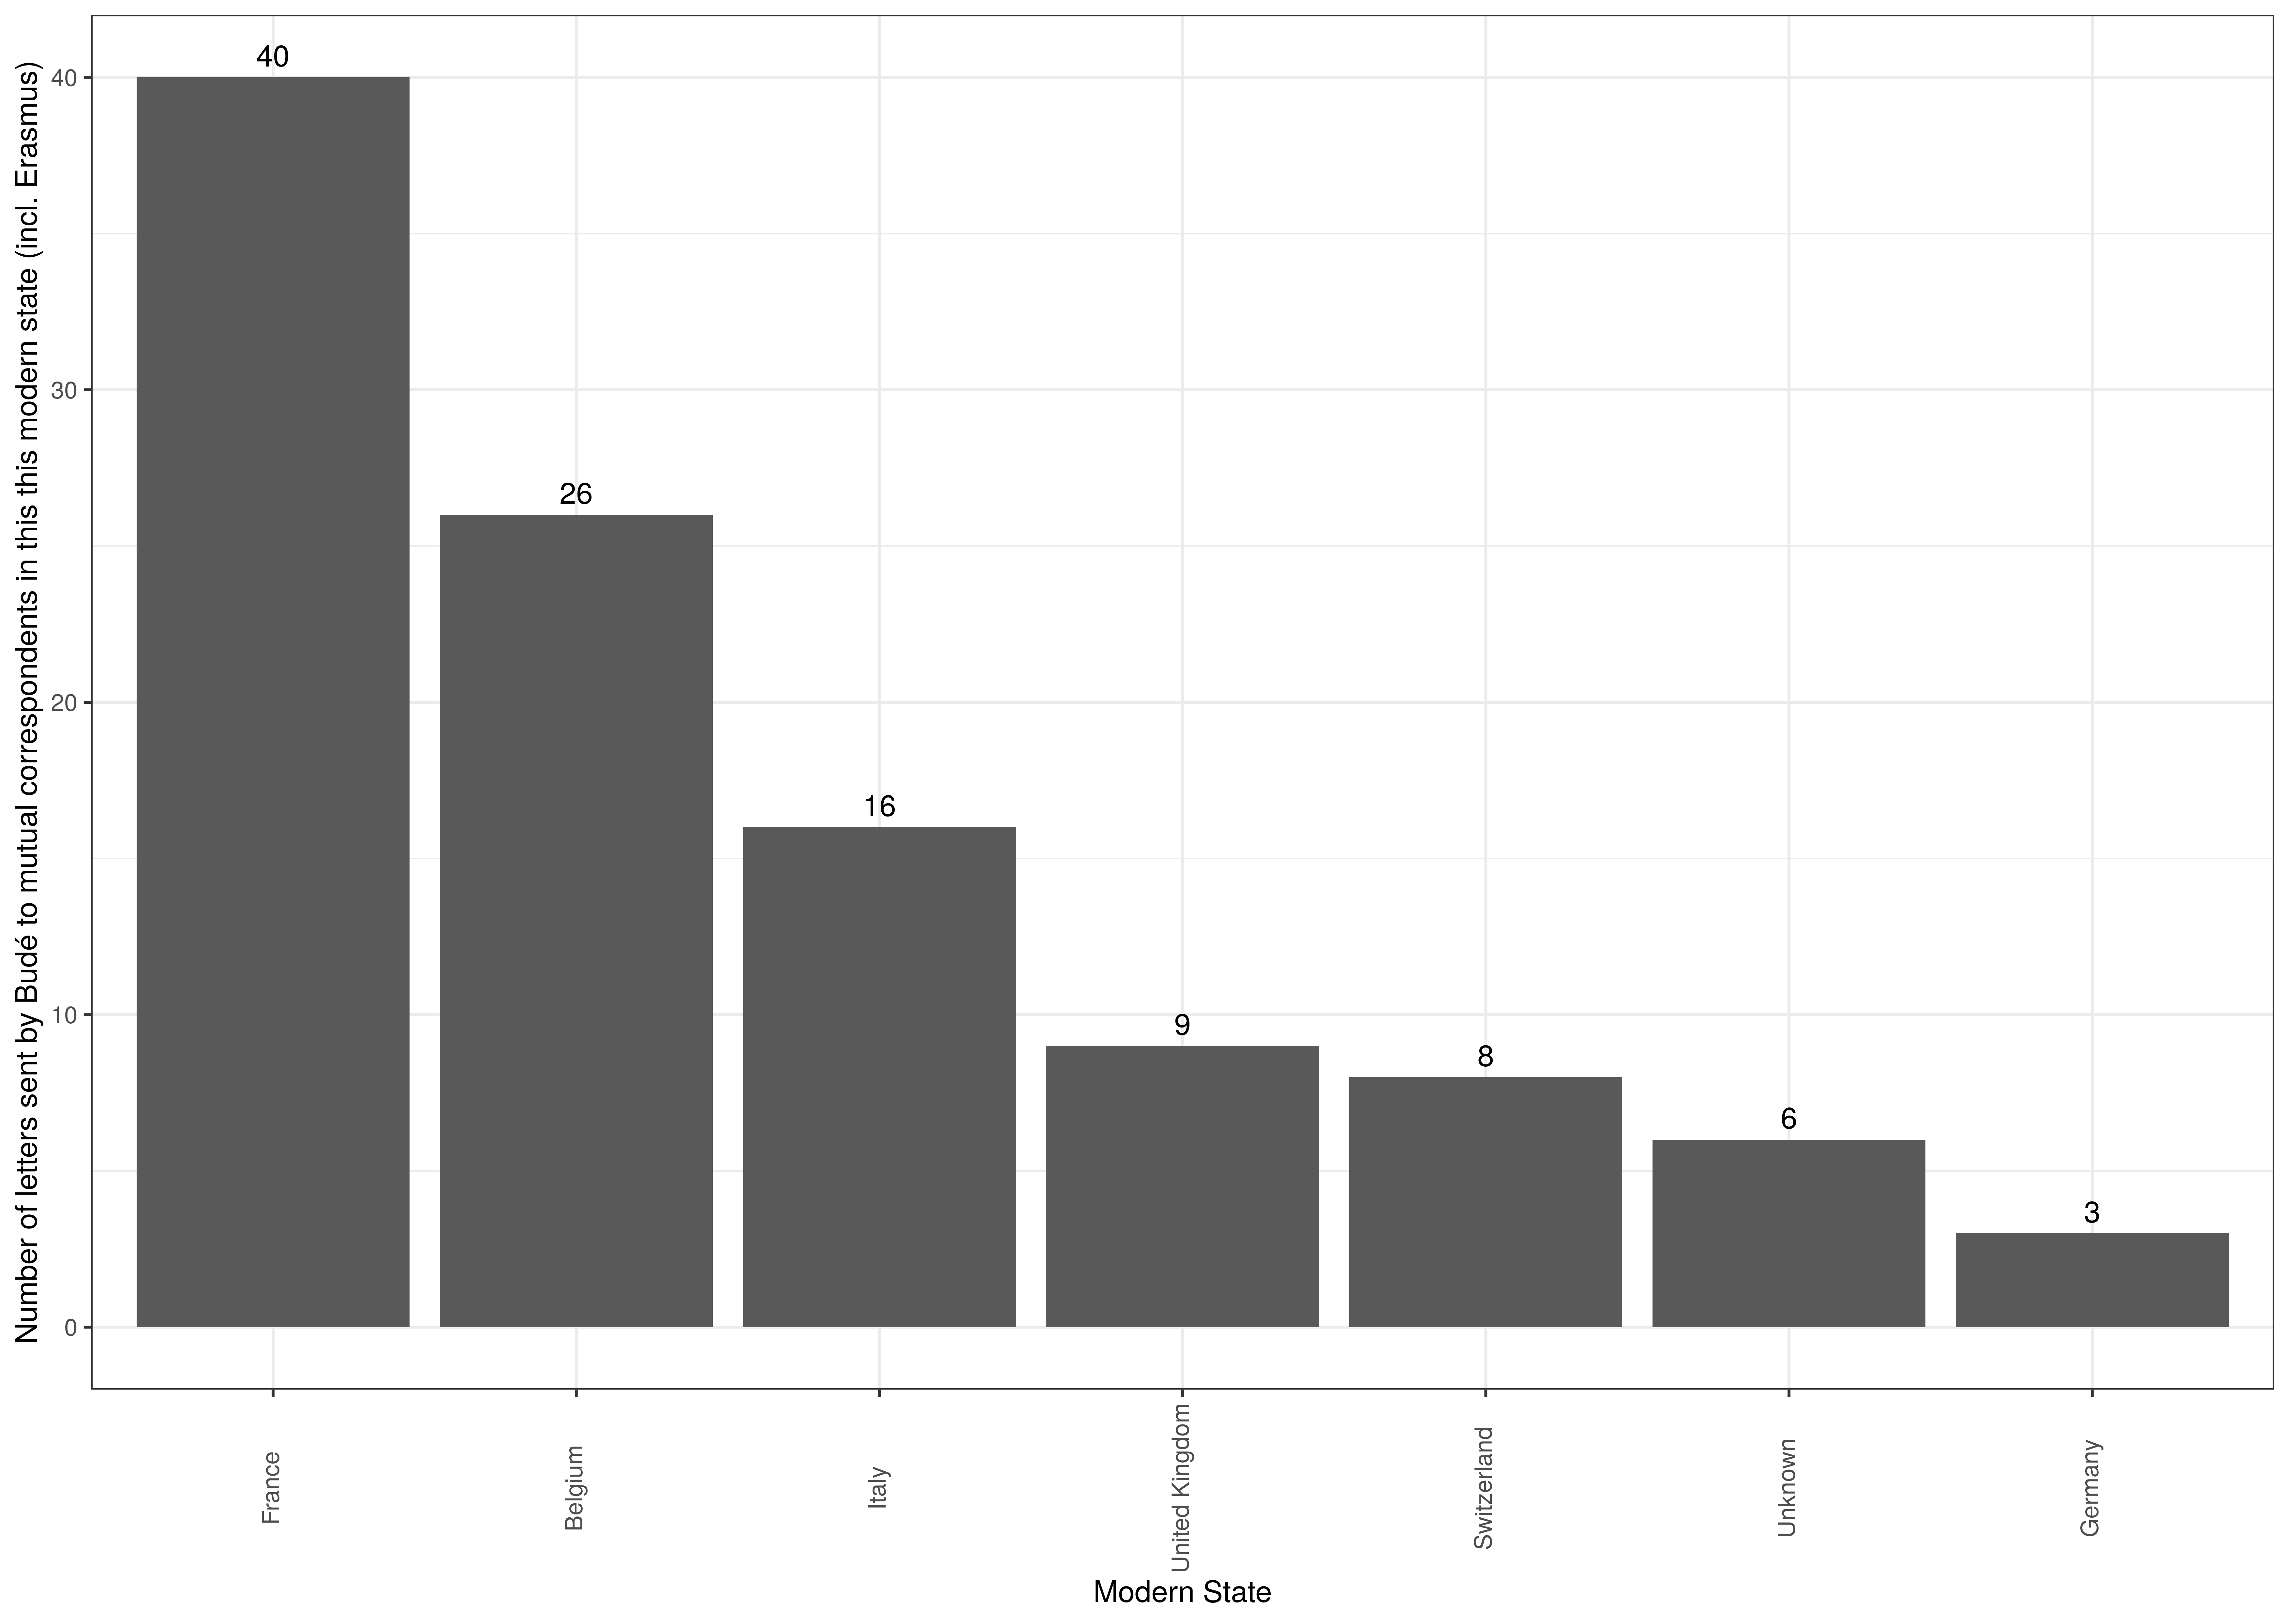 Number of letters sent by Budé to mutual correspondents in this this modern state (incl. Erasmus)
40
30
20
10
0
40
26
16
9
8
6
3
France
Belgium
Italy
United Kingdom
Switzerland
Unknown
Germany
Modern State